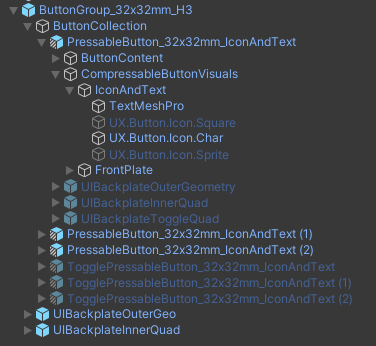 ButtonGroup_32x32mm_H3
ButtonCollection
PressableButton_32x32mm_IconAndText
ButtonContent
CompressableButtonVisuals
IconAndText
TextMeshPro
UX.Button.Icon.Square
UX.Button.Icon.Char
UX.Button.Icon.Sprite
FrontPlate
UIBackplateOuterGeometry
UIBackplateInnerQuad
UIBackplateToggleQuad
PressableButton_32x32mm_IconAndText (1)
PressableButton_32x32mm_IconAndText (2)
TogglePressableButton_32x32mm_IconAndText
TogglePressableButton_32x32mm_IconAndText (1)
TogglePressableButton_32x32mm_IconAndText (2)
UIBackplateOuterGeo
UIBackplateInnerQuad